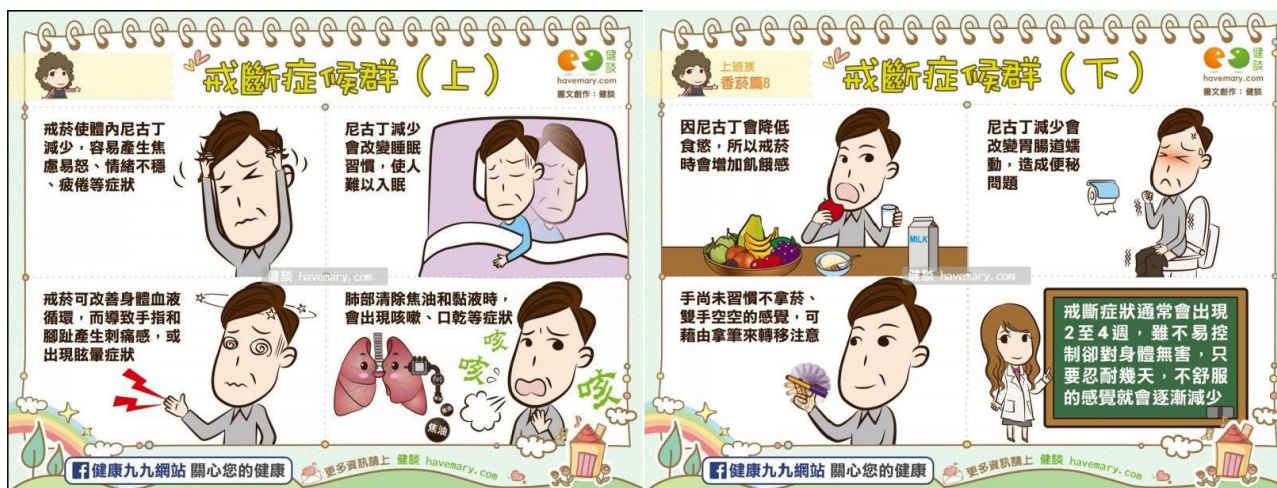 戒斷症候群（上）
健談
havemary.com
圖文創作：健談
戒菸使體內尼古丁
減少，容易產生焦
慮易怒、情緒不穩
、疲倦等症狀
尼古丁減少
會改變睡眠
習慣，使人
難以入眠
健談 havemary.com
戒菸可改善身體血液
循環，而導致手指和
腳趾產生刺痛感，或
出現眩暈症狀
肺部清除焦油和黏液時，
會出現咳嗽、口乾等症狀
咳
咳
咳
焦油
健康九九網站 關心您的健康
更多資訊請上 健談 havemary.com
上班族
香菸篇8
戒斷症候群（下）
健談
havemary.com
圖文創作：健談
因尼古丁會降低
食慾，所以戒菸
時會增加飢餓感
MILK
尼古丁減少會
改變胃腸道蠕
動，造成便秘
問題
健談 havemary.com
手尚未習慣不拿菸、
雙手空空的感覺，可
藉由拿筆來轉移注意
戒斷症狀通常會出現
2至4週，雖不易控
制卻對身體無害，只
要忍耐幾天，不舒服
的感覺就會逐漸減少
健康九九網站 關心您的健康
更多資訊請上 健談 havemary.com